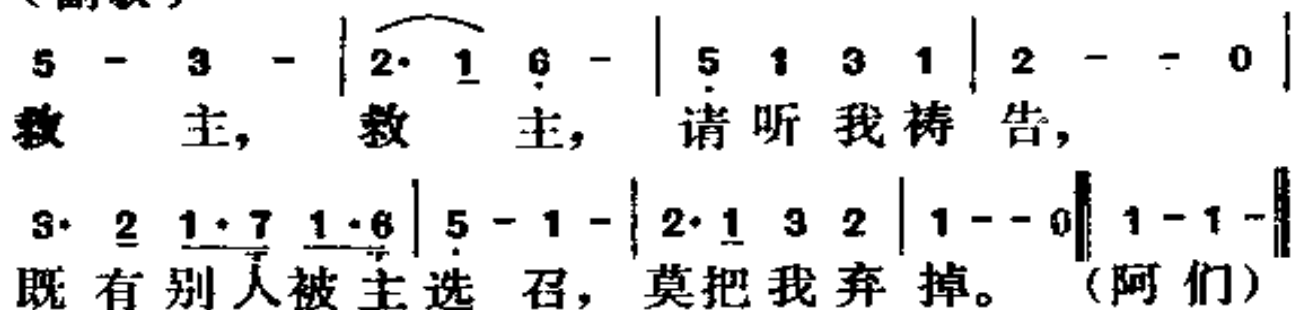 5 - 3 - | 2· 1 6 - | 5 1 3 1 | 2 - - 0 |
救 主， 救 主， 请 听 我 祷 告，
3· 2 1·7 1·6 | 5 - 1 - | 2·1 3 2 | 1 - - 0 ‖ 1 - 1 - ‖
既 有 别 人 被 主 选 召， 莫 把 我 弃 掉。 （阿 们）